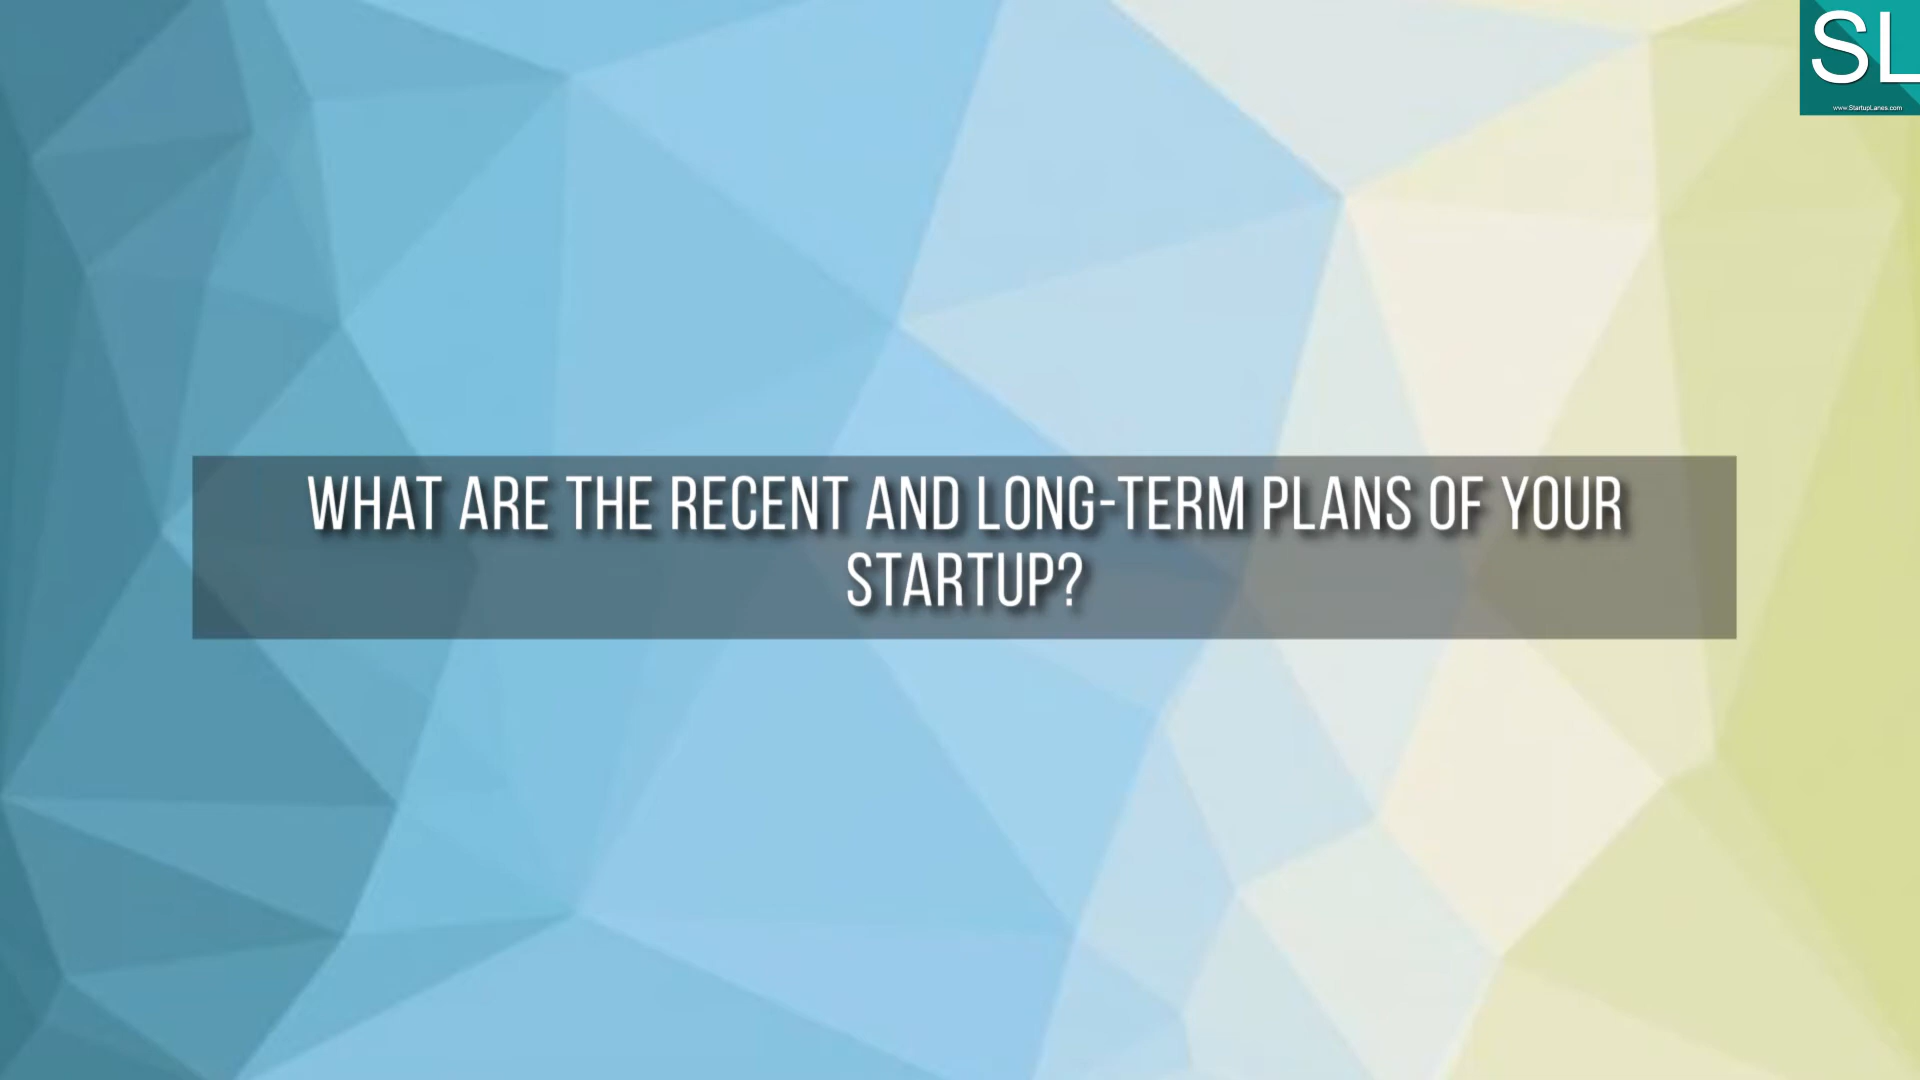 SL
www.StartupLanes.com
WHAT ARE THE RECENT AND LONG-TERM PLANS OF YOUR
STARTUP?